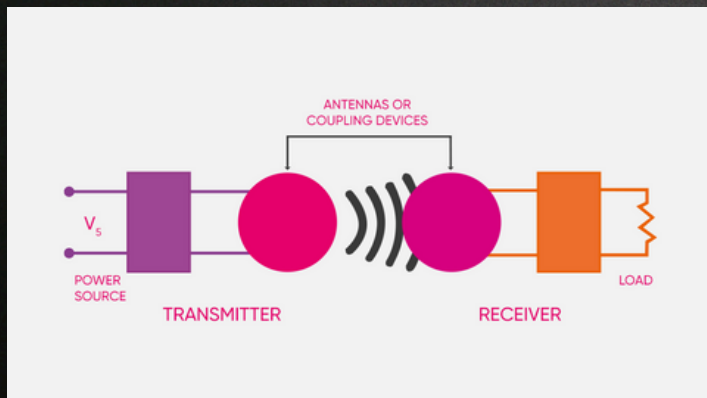 ANTENNAS OR
COUPLING DEVICES
Vs
POWER
SOURCE
LOAD
TRANSMITTER
RECEIVER